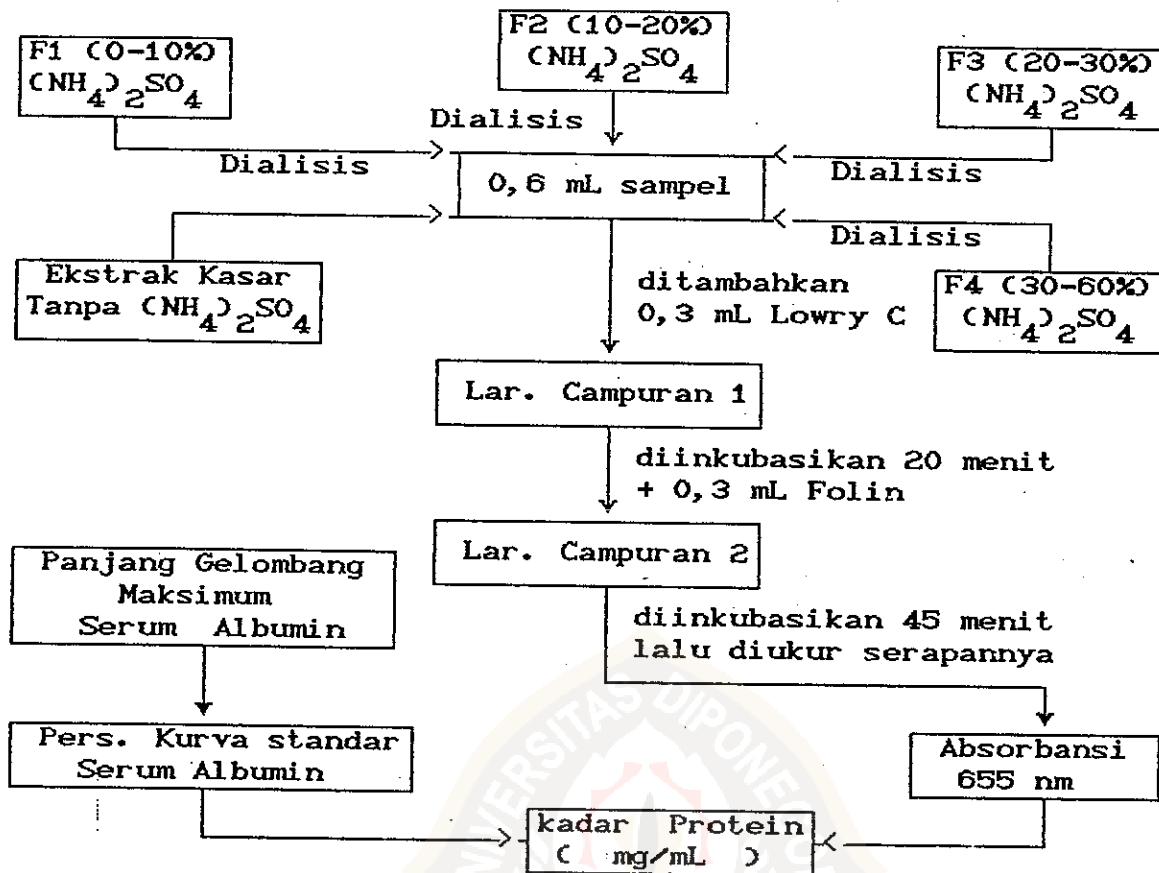 F1 (0-10%)
(NH4)2SO4
F2 (10-20%)
(NH4)2SO4
F3 (20-30%)
(NH4)2SO4
Dialisis
Dialisis
Dialisis
0,6 mL sampel
Dialisis
Ekstrak Kasar
Tanpa (NH4)2SO4
F4 (30-60%)
(NH4)2SO4
ditambahkan
0,3 mL Lowry C
Lar. Campuran 1
diinkubasikan 20 menit
+ 0,3 mL Folin
Lar. Campuran 2
Panjang Gelombang
Maksimum
Serum Albumin
diinkubasikan 45 menit
lalu diukur serapannya
Pers. Kurva standar
Serum Albumin
Absorbansi
655 nm
kadar Protein
( mg/mL )